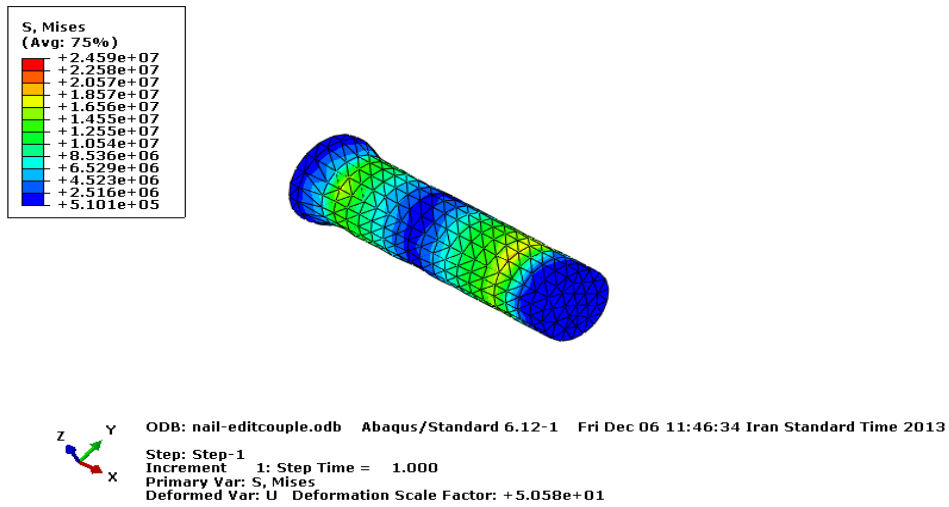 S, Mises
(Avg: 75%)
+2.459e+07
+2.258e+07
+2.057e+07
+1.857e+07
+1.656e+07
+1.455e+07
+1.255e+07
+1.054e+07
+8.536e+06
+6.529e+06
+4.523e+06
+2.516e+06
+5.101e+05
Z
Y
X
ODB: nail-editcouple.odb Abaqus/Standard 6.12-1 Fri Dec 06 11:46:34 Iran Standard Time 2013
Step: Step-1
Increment 1: Step Time = 1.000
Primary Var: S, Mises
Deformed Var: U Deformation Scale Factor: +5.058e+01